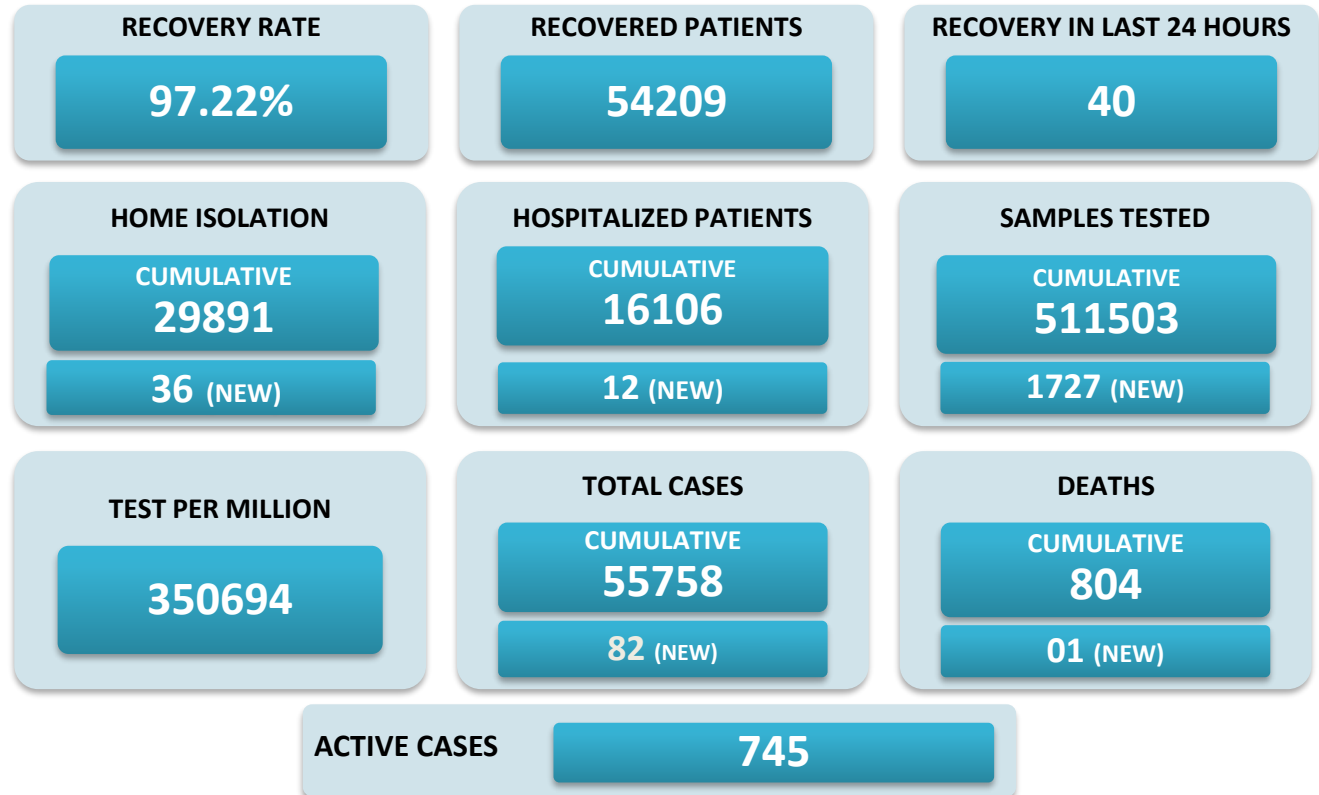 RECOVERY RATE
97.22%
RECOVERED PATIENTS
54209
RECOVERY IN LAST 24 HOURS
40
HOME ISOLATION
CUMULATIVE
29891
36 (NEW)
HOSPITALIZED PATIENTS
CUMULATIVE
16106
12 (NEW)
SAMPLES TESTED
CUMULATIVE
511503
1727 (NEW)
TEST PER MILLION
350694
TOTAL CASES
CUMULATIVE
55758
82 (NEW)
DEATHS
CUMULATIVE
804
01 (NEW)
ACTIVE CASES
745